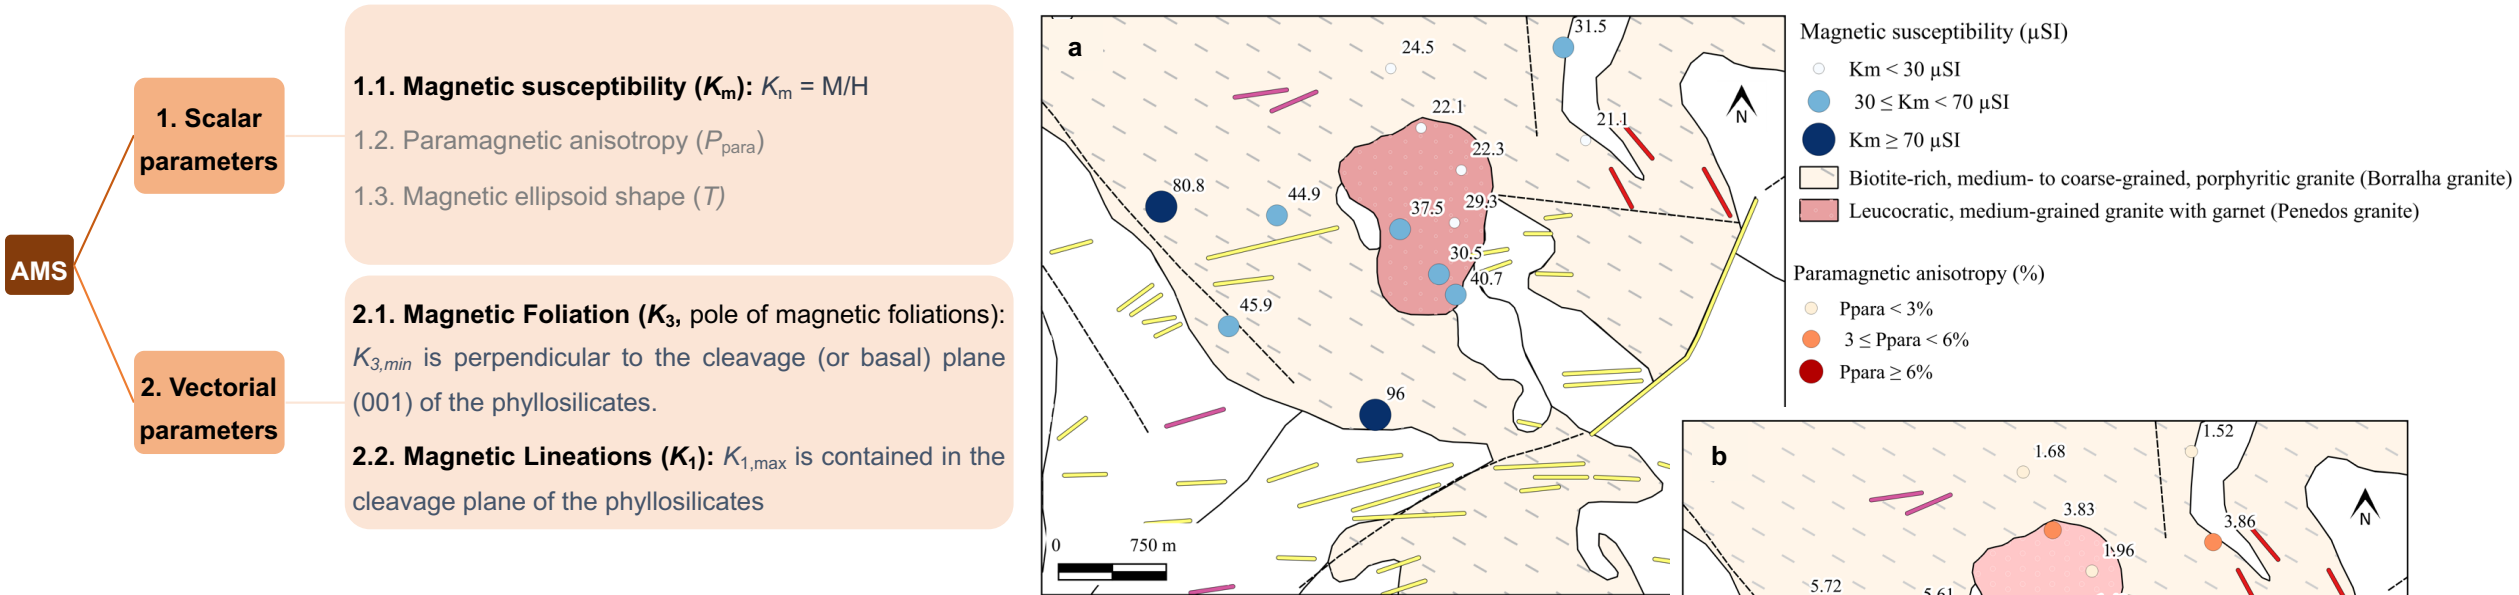 AMS
1. Scalar
parameters
2. Vectorial
parameters
1.1. Magnetic susceptibility (Km): Km = M/H
1.2. Paramagnetic anisotropy (Ppara)
1.3. Magnetic ellipsoid shape (T)
2.1. Magnetic Foliation (K3, pole of magnetic foliations):
K3,min is perpendicular to the cleavage (or basal) plane
(001) of the phyllosilicates.
2.2. Magnetic Lineations (K1): K1,max is contained in the
cleavage plane of the phyllosilicates
a
31.5
24.5
22.1
21.1
N
22.3
80.8
44.9
37.5
29.3
30.5
40.7
45.9
96
0 750 m
Magnetic susceptibility (µSI)
Km < 30 µSI
30 ≤ Km < 70 µSI
Km ≥ 70 µSI
Biotite-rich, medium- to coarse-grained, porphyritic granite (Borralha granite)
Leucocratic, medium-grained granite with garnet (Penedos granite)
Paramagnetic anisotropy (%)
Ppara < 3%
3 ≤ Ppara < 6%
Ppara ≥ 6%
b
1.52
1.68
3.83
3.86
N
1.96
5.72
5.61